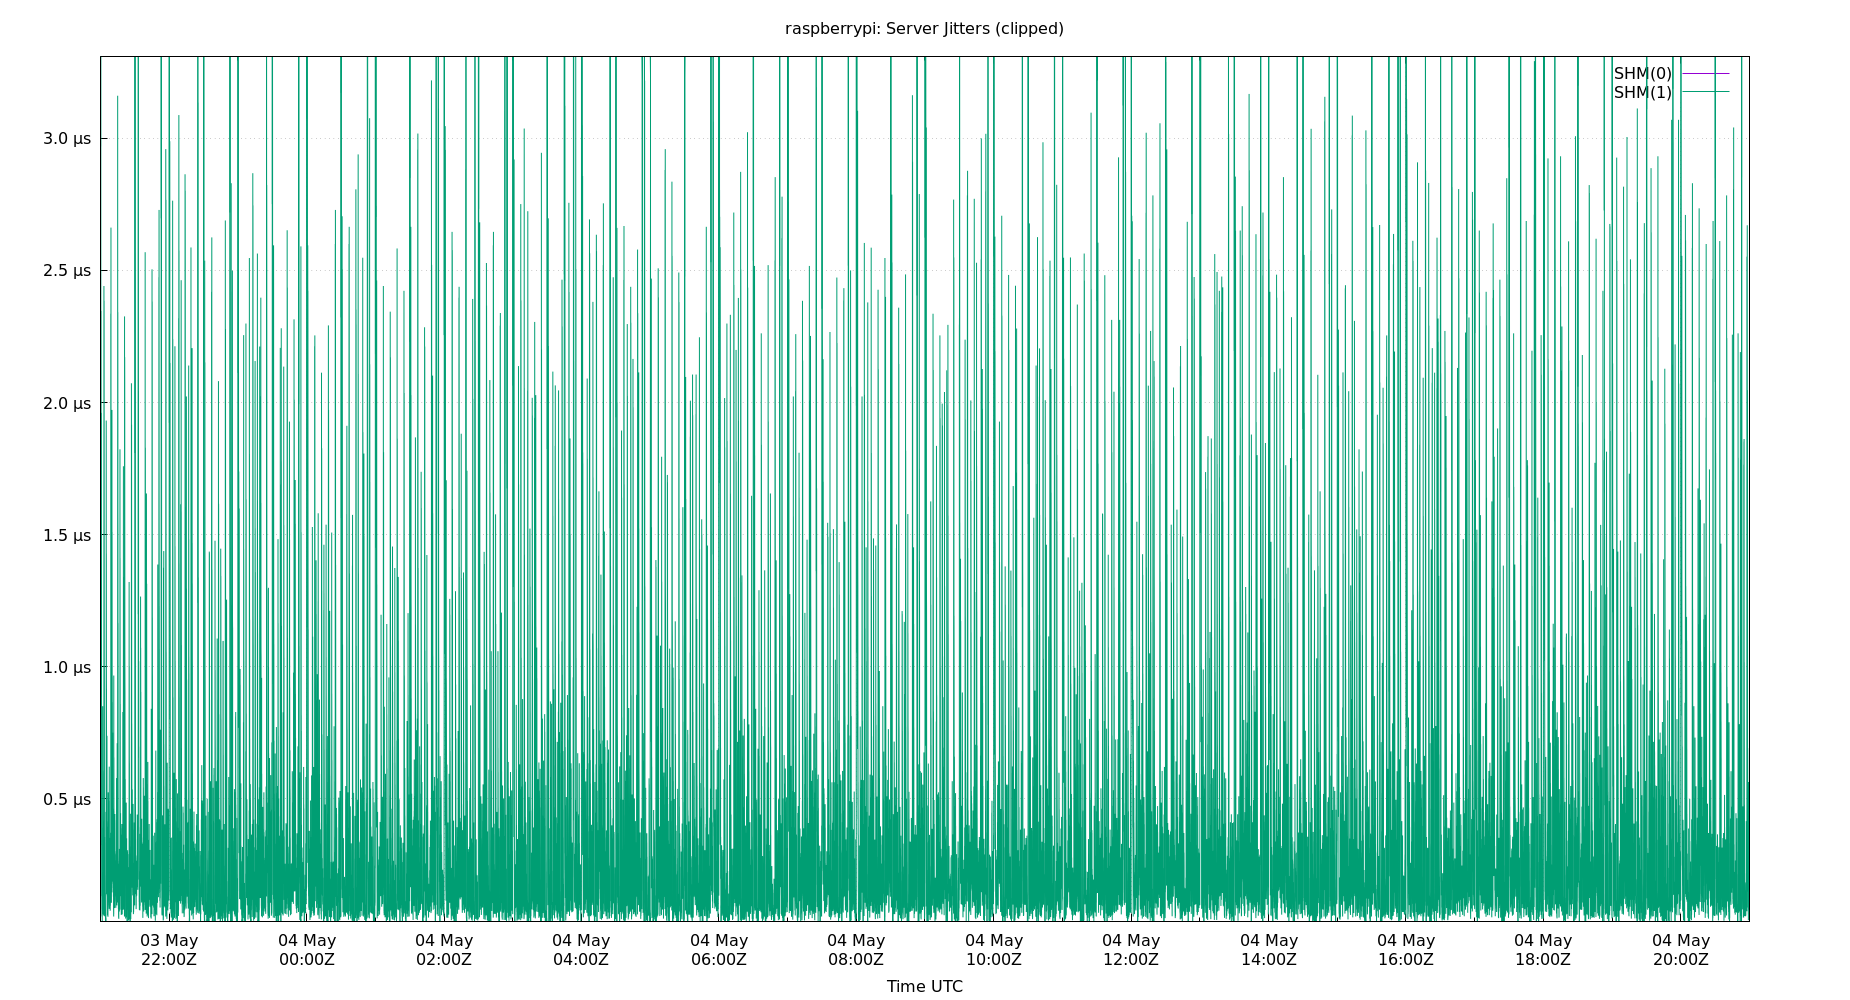 raspberrypi: Server Jitters (clipped)
SHM(0)
SHM(1)
3.0 µs
2.5 µs
2.0 µs
1.5 µs
1.0 µs
0.5 µs
03 May 04 May 04 May 04 May 04 May 04 May 04 May 04 May 04 May 04 May 04 May 04 May
22:00Z 00:00Z 02:00Z 04:00Z 06:00Z 08:00Z 10:00Z 12:00Z 14:00Z 16:00Z 18:00Z 20:00Z
Time UTC